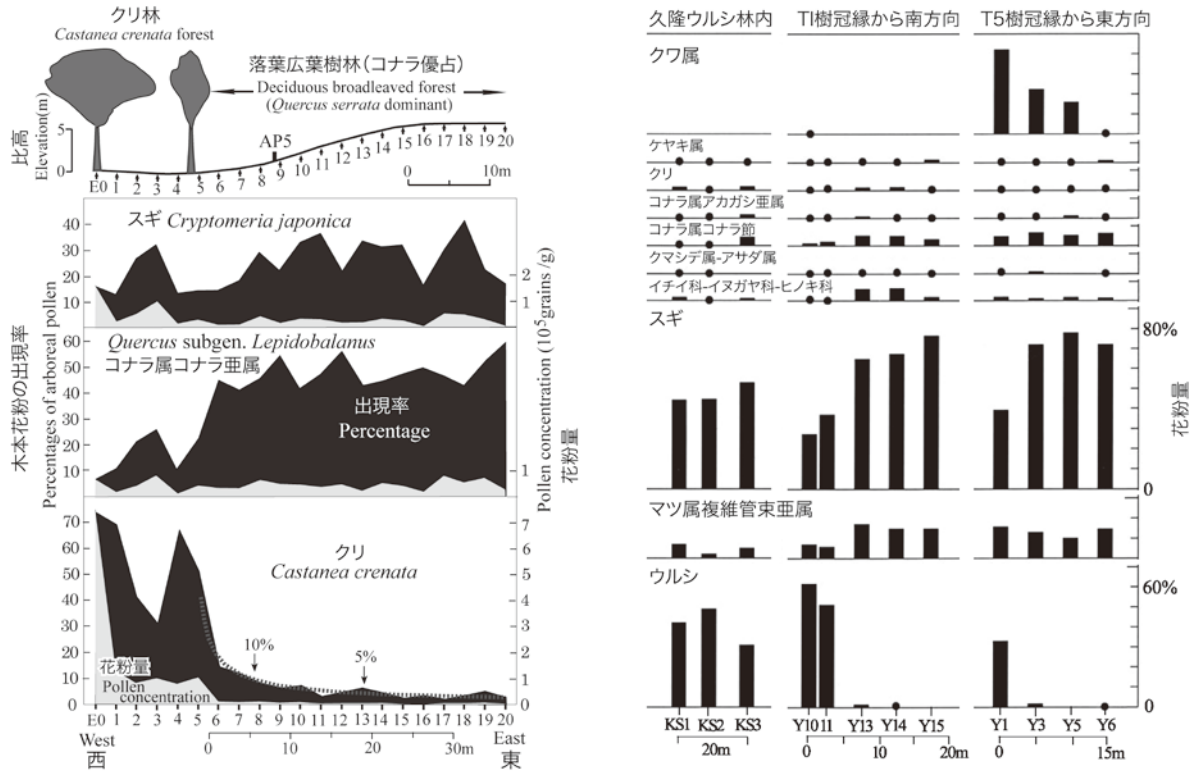 クリ林
Castanea crenata forest
落葉広葉樹林(コナラ優占)
Deciduous broadleaved forest
(Quercus serrata dominant)
比高
Elevation(m)
5
0
AP5
E0 1 2 3 4 5 6 7 8 9 10 11 12 13 14 15 16 17 18 19 20
0 10m
木本花粉の出現率
Percentages of arboreal pollen
スギ Cryptomeria japonica
40
30
20
10
2
1
Quercus subgen. Lepidobalanus
コナラ属コナラ亜属
60
50
40
30
20
10
1
出現率
Percentage
Pollen concentration (10⁵grains /g)
花粉量
クリ
Castanea crenata
70
60
50
40
30
20
10
0
7
6
5
4
3
2
1
0
10%
5%
花粉量
Pollen concentration
E0 1 2 3 4 5 6 7 8 9 10 11 12 13 14 15 16 17 18 19 20
West
西
0 10 20 30m
East
東
久隆ウルシ林内
T1樹冠縁から南方向
T5樹冠縁から東方向
クワ属
ケヤキ属
クリ
コナラ属アカガシ亜属
コナラ属コナラ節
クマシデ属-アサダ属
イチイ科-イヌガヤ科-ヒノキ科
スギ
80%
0
花粉量
マツ属複維管束亜属
ウルシ
60%
0
KS1 KS2 KS3
20m
Y10 11 Y13 Y14 Y15
0 10 20m
Y1 Y3 Y5 Y6
0 15m